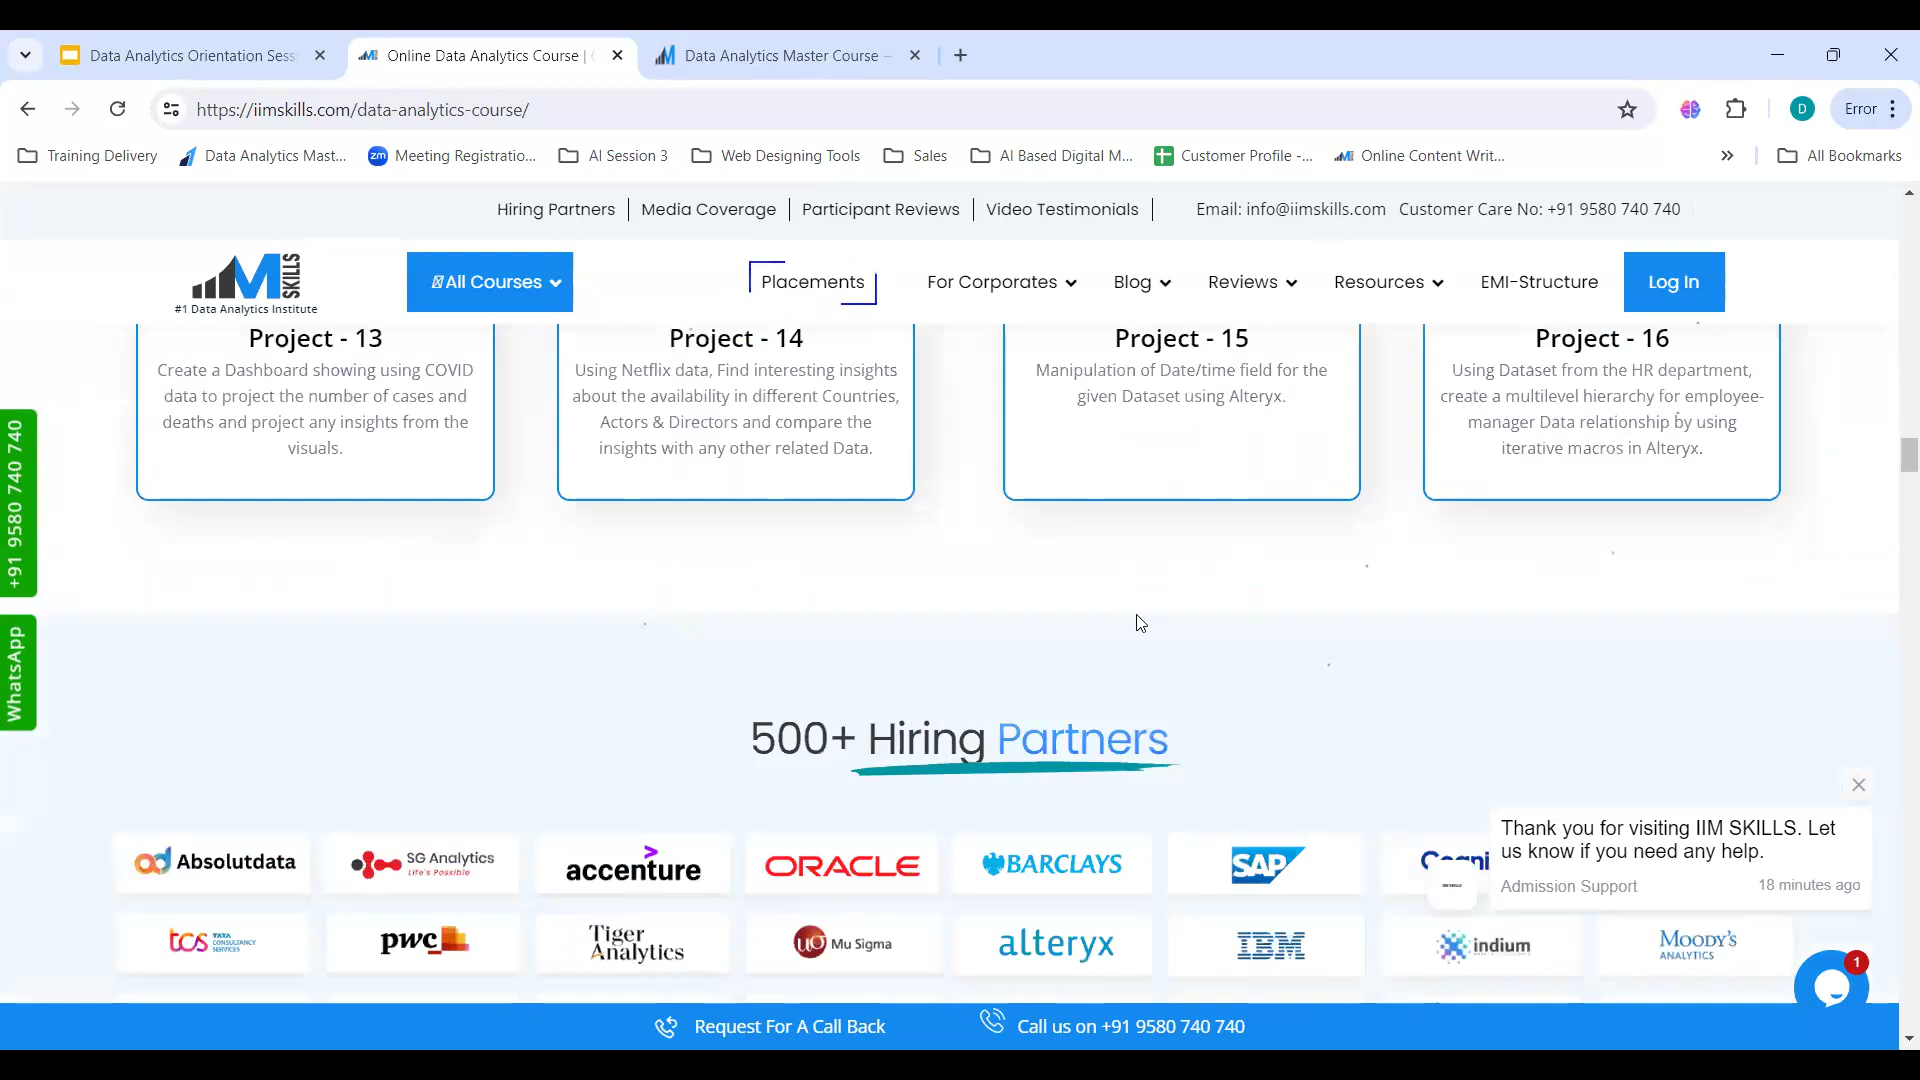 Data Analytics Orientation Sess
Online Data Analytics Course |
Data Analytics Master Course –
https://iimskills.com/data-analytics-course/
D
Error
Training Delivery
Data Analytics Mast...
zm
Meeting Registratio...
AI Session 3
Web Designing Tools
Sales
AI Based Digital M...
Customer Profile -...
Online Content Writ...
All Bookmarks
Hiring Partners
Media Coverage
Participant Reviews
Video Testimonials
Email: info@iimskills.com Customer Care No: +91 9580 740 740
IIM SKILLS
#1 Data Analytics Institute
All Courses
Placements
For Corporates
Blog
Reviews
Resources
EMI-Structure
Log In
Project - 13
Create a Dashboard showing using COVID
data to project the number of cases and
deaths and project any insights from the
visuals.
Project - 14
Using Netflix data, Find interesting insights
about the availability in different Countries,
Actors & Directors and compare the
insights with any other related Data.
Project - 15
Manipulation of Date/time field for the
given Dataset using Alteryx.
Project - 16
Using Dataset from the HR department,
create a multilevel hierarchy for employee-
manager Data relationship by using
iterative macros in Alteryx.
+91 9580 740 740
WhatsApp
500+ Hiring Partners
Absolutdata
SG Analytics
Life's Possible
accenture
ORACLE
BARCLAYS
SAP
Cogni
tcs TATA
CONSULTANCY
SERVICES
pwc
Tiger
Analytics
uo Mu Sigma
alteryx
IBM
indium
MOODY'S
ANALYTICS
Thank you for visiting IIM SKILLS. Let
us know if you need any help.
Admission Support
18 minutes ago
1
Request For A Call Back
Call us on +91 9580 740 740